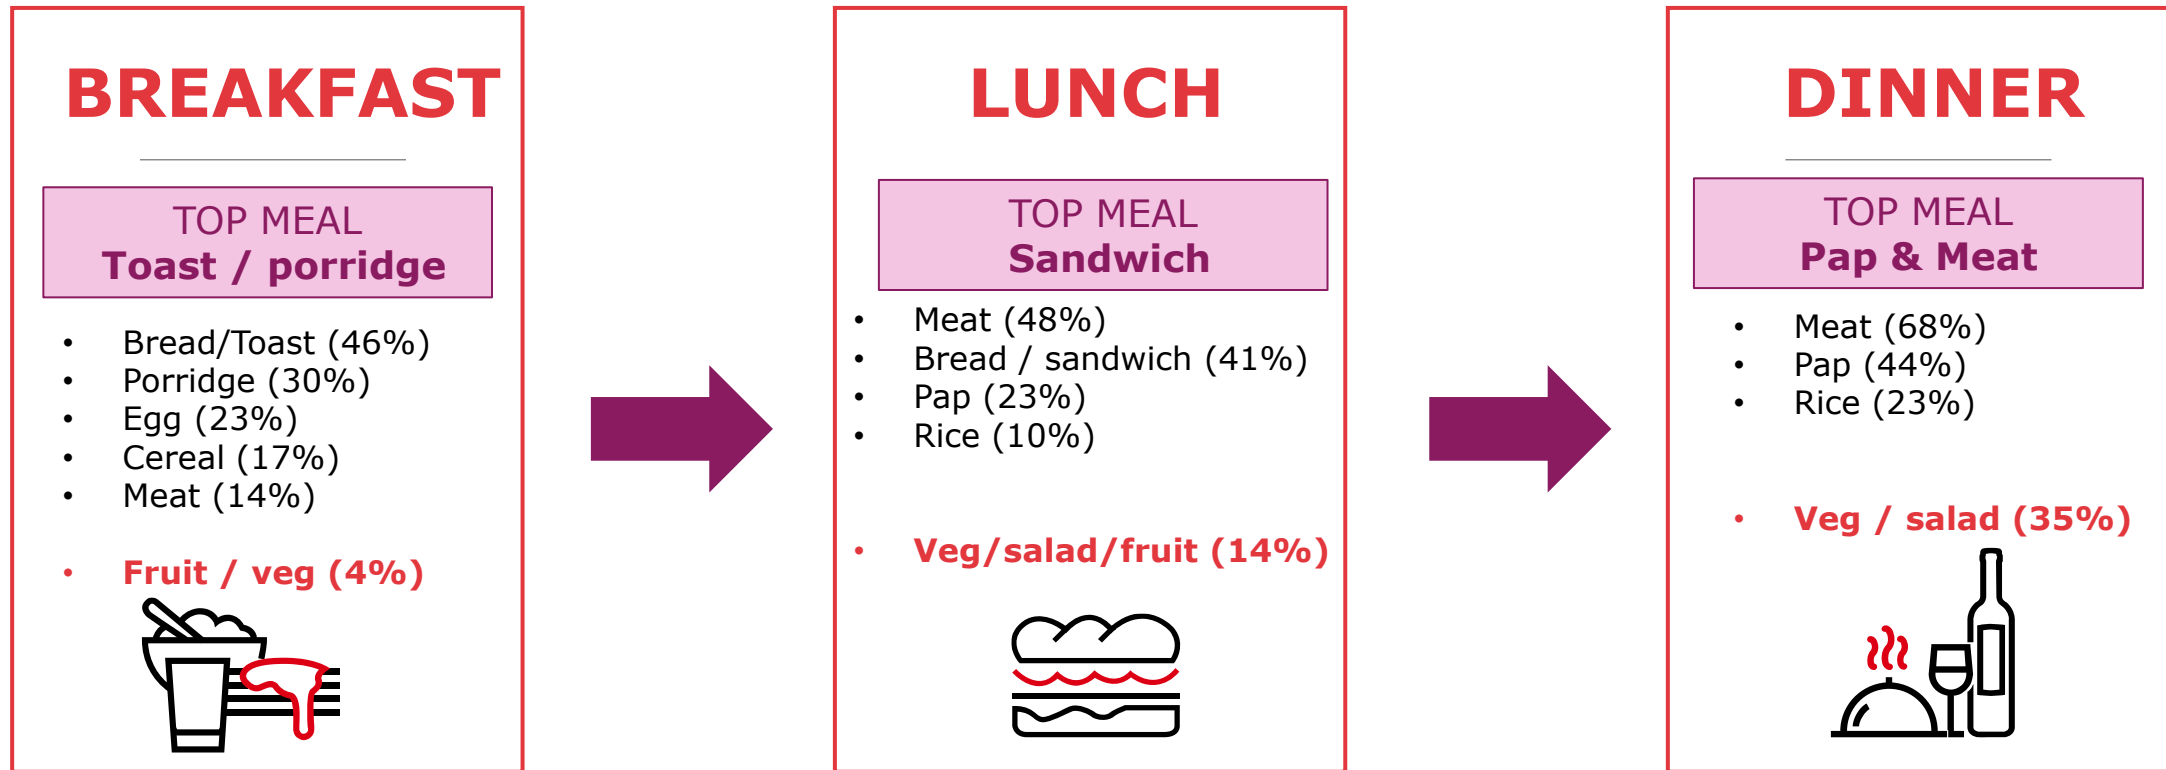 BREAKFAST
TOP MEAL
Toast / porridge
• Bread/Toast (46%)
• Porridge (30%)
• Egg (23%)
• Cereal (17%)
• Meat (14%)
• Fruit / veg (4%)
LUNCH
TOP MEAL
Sandwich
• Meat (48%)
• Bread / sandwich (41%)
• Pap (23%)
• Rice (10%)
• Veg/salad/fruit (14%)
DINNER
TOP MEAL
Pap & Meat
• Meat (68%)
• Pap (44%)
• Rice (23%)
• Veg / salad (35%)